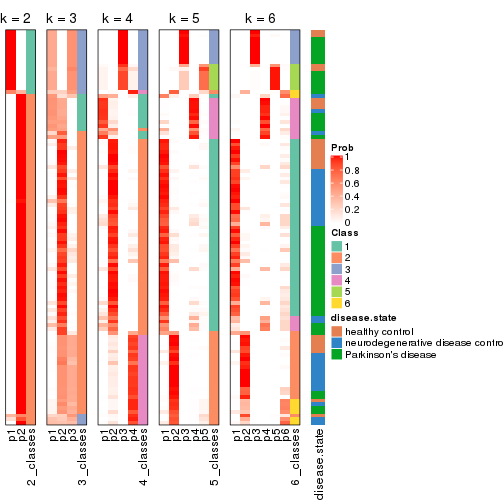 k = 2 k = 3 k = 4 k = 5 k = 6
Prob
1
0.8
0.6
0.4
0.2
0
Class
1
2
3
4
5
6
disease.state
healthy control
neurodegenerative disease contro
Parkinson's disease
p1 p2 2_classes p1 p2 p3 3_classes p1 p2 p3 p4 4_classes p1 p2 p3 p4 p5 5_classes p1 p2 p3 p4 p5 p6 6_classes disease.state